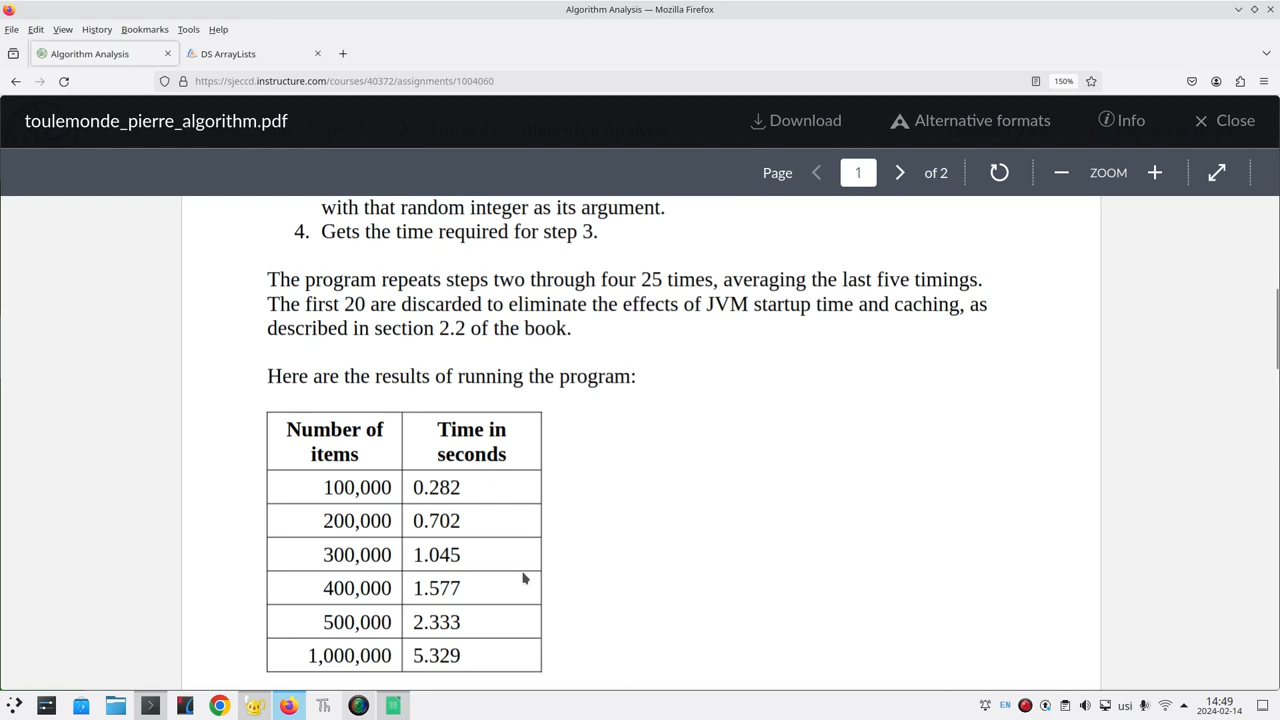 Algorithm Analysis — Mozilla Firefox
File Edit View History Bookmarks Tools Help
Algorithm Analysis
DS ArrayLists
https://sjeccd.instructure.com/courses/40372/assignments/1004060
150%
toulemonde_pierre_algorithm.pdf
Download
Alternative formats
Info
Close
Page 1 of 2
ZOOM
with that random integer as its argument.
4. Gets the time required for step 3.
The program repeats steps two through four 25 times, averaging the last five timings.
The first 20 are discarded to eliminate the effects of JVM startup time and caching, as
described in section 2.2 of the book.
Here are the results of running the program:
Number of items Time in seconds
100,000 0.282
200,000 0.702
300,000 1.045
400,000 1.577
500,000 2.333
1,000,000 5.329
Th
EN
usi
14:49
2024-02-14